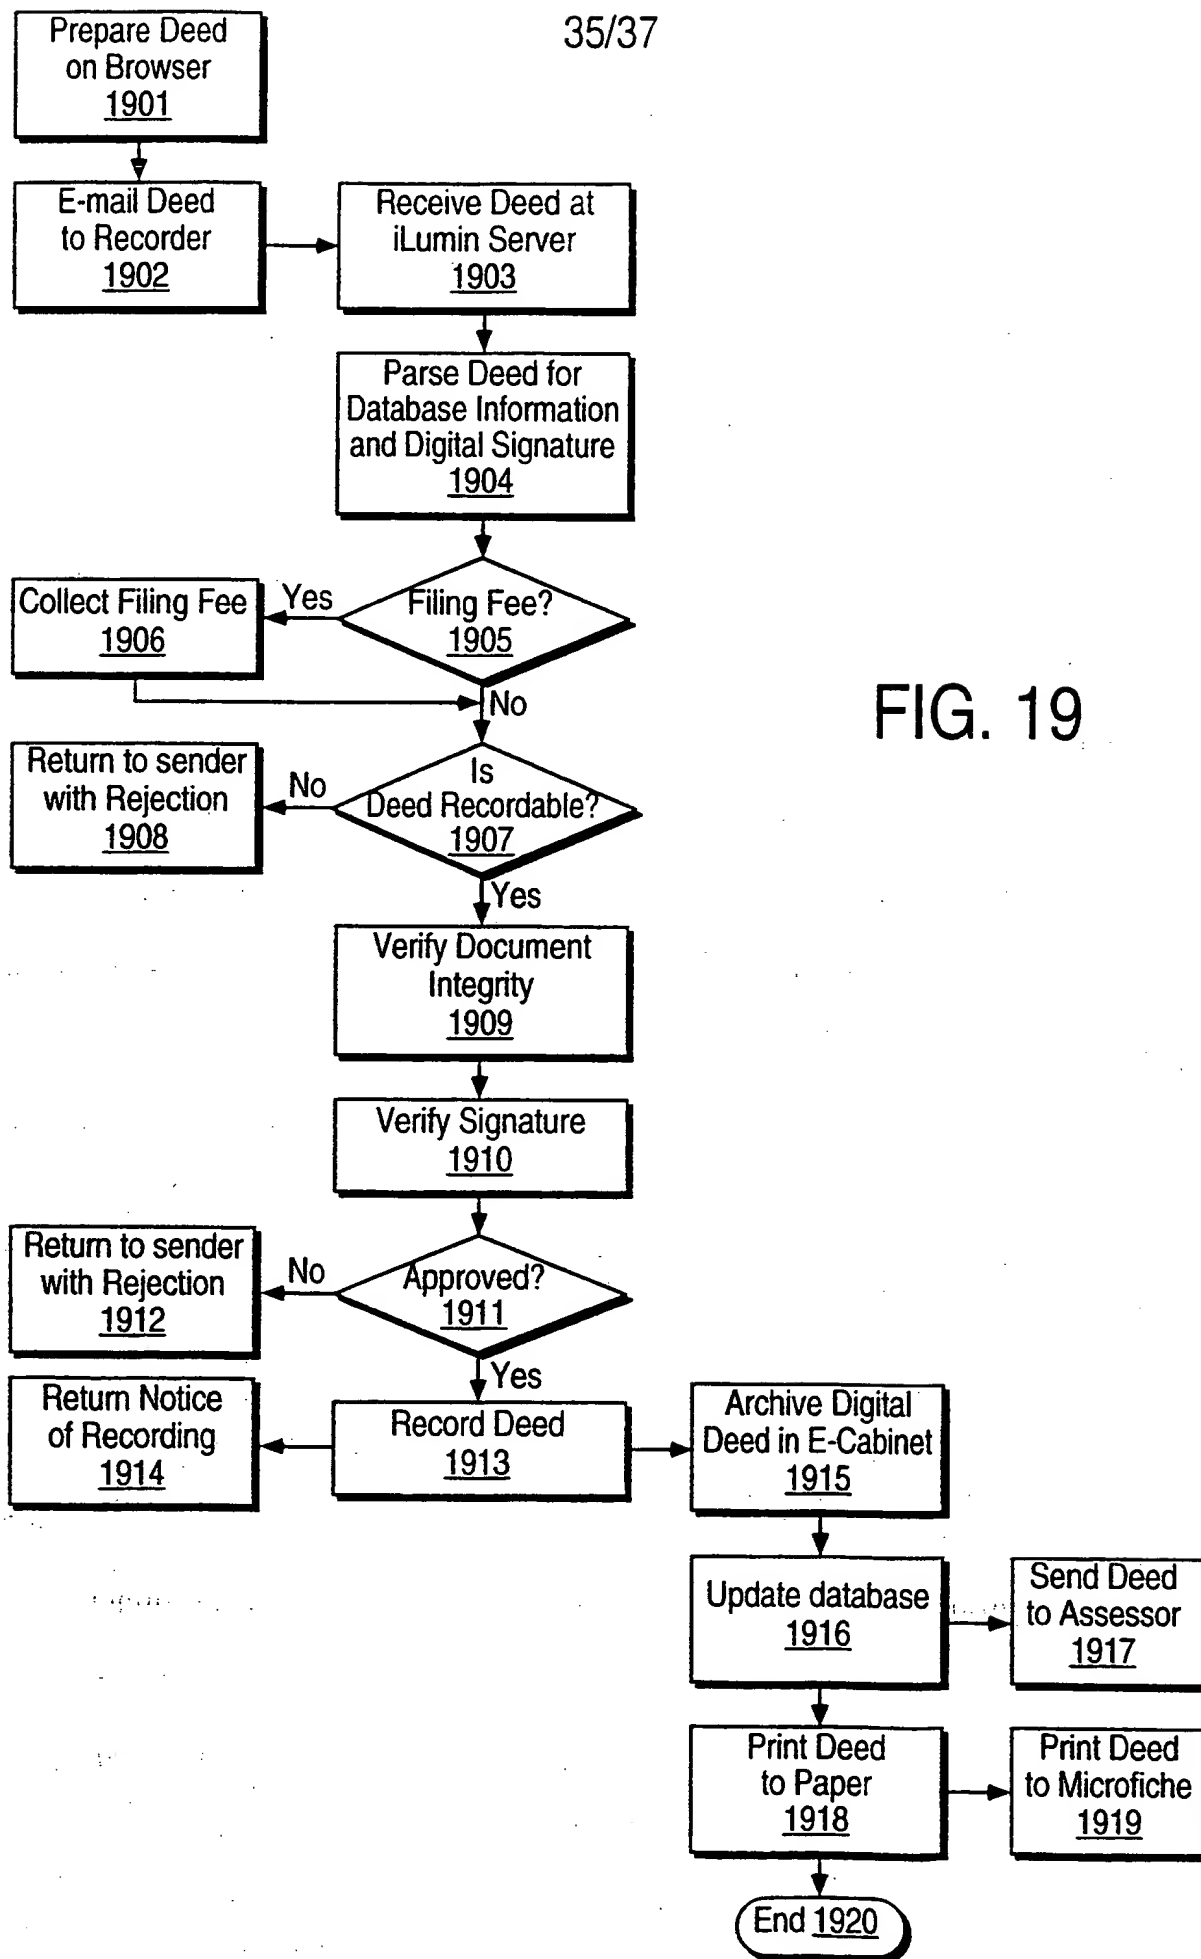 35/37
Prepare Deed
on Browser
1901
E-mail Deed
to Recorder
1902
Receive Deed at
iLumin Server
1903
Parse Deed for
Database Information
and Digital Signature
1904
Filing Fee?
1905
Yes
Collect Filing Fee
1906
No
FIG. 19
Is
Deed Recordable?
1907
No
Return to sender
with Rejection
1908
Yes
Verify Document
Integrity
1909
Verify Signature
1910
Approved?
1911
No
Return to sender
with Rejection
1912
Yes
Record Deed
1913
Return Notice
of Recording
1914
Archive Digital
Deed in E-Cabinet
1915
Update database
1916
Send Deed
to Assessor
1917
Print Deed
to Paper
1918
Print Deed
to Microfiche
1919
End 1920